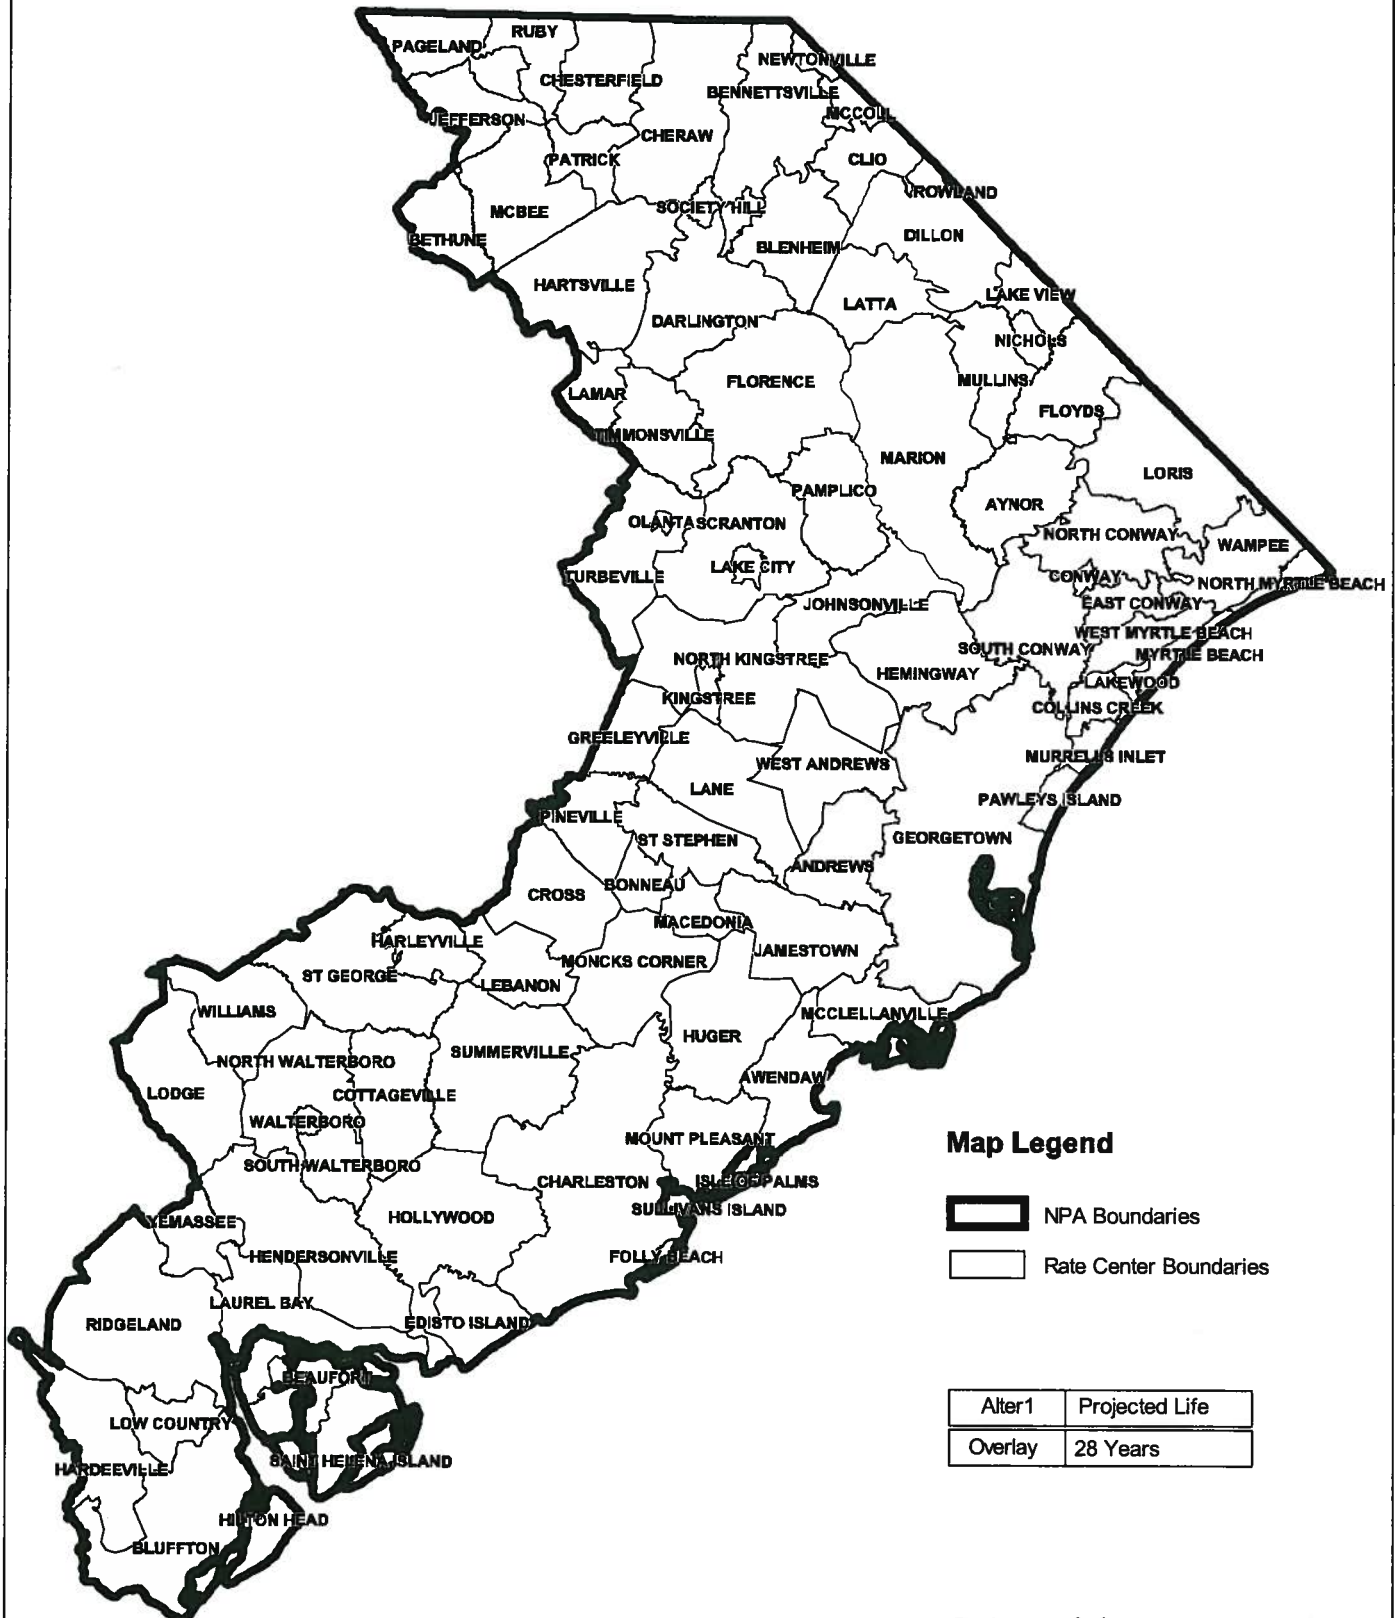 PAGELAND
RUBY
NEWTONVILLE
CHESTERFIELD
BENNETTSVILLE
MCCOLL
JEFFERSON
CHERAW
PATRICK
CLIO
ROWLAND
SOCIETY HILL
MCBEE
BETHUNE
DILLON
BLENHEIM
HARTSVILLE
LAKE VIEW
LATTA
DARLINGTON
NICHOLS
FLORENCE
MULLINS
LAMAR
FLOYDS
TIMMONSVILLE
MARION
LORIS
PAMPLICO
AYNOR
OLANTA
SCRANTON
NORTH CONWAY
WAMPEE
LAKE CITY
TURBEVILLE
CONWAY
NORTH MYRTLE BEACH
JOHNSONVILLE
EAST CONWAY
WEST MYRTLE BEACH
SOUTH CONWAY
MYRTLE BEACH
NORTH KINGSTREE
HEMINGWAY
LAKEWOOD
KINGSTREE
COLLINS CREEK
GREELEYVILLE
MURRELLS INLET
WEST ANDREWS
LANE
PAWLEYS ISLAND
PINEVILLE
GEORGETOWN
ST STEPHEN
ANDREWS
BONNEAU
CROSS
MACEDONIA
HARLEYVILLE
JAMESTOWN
MONCKS CORNER
ST GEORGE
LEBANON
WILLIAMS
MCCLELLANVILLE
HUGER
SUMMERVILLE
NORTH WALTERBORO
AWENDAW
LODGE
COTTAGEVILLE
WALTERBORO
MOUNT PLEASANT
SOUTH WALTERBORO
CHARLESTON
ISLE OF PALMS
SULLIVANS ISLAND
HOLLYWOOD
YEMASSEE
HENDERSONVILLE
FOLLY BEACH
LAUREL BAY
RIDGELAND
EDISTO ISLAND
BEAUFORT
LOW COUNTRY
SAINT HELENA ISLAND
HARDEEVILLE
HILTON HEAD
BLUFFTON
Map Legend
NPA Boundaries
Rate Center Boundaries
Alter1 Projected Life
Overlay 28 Years